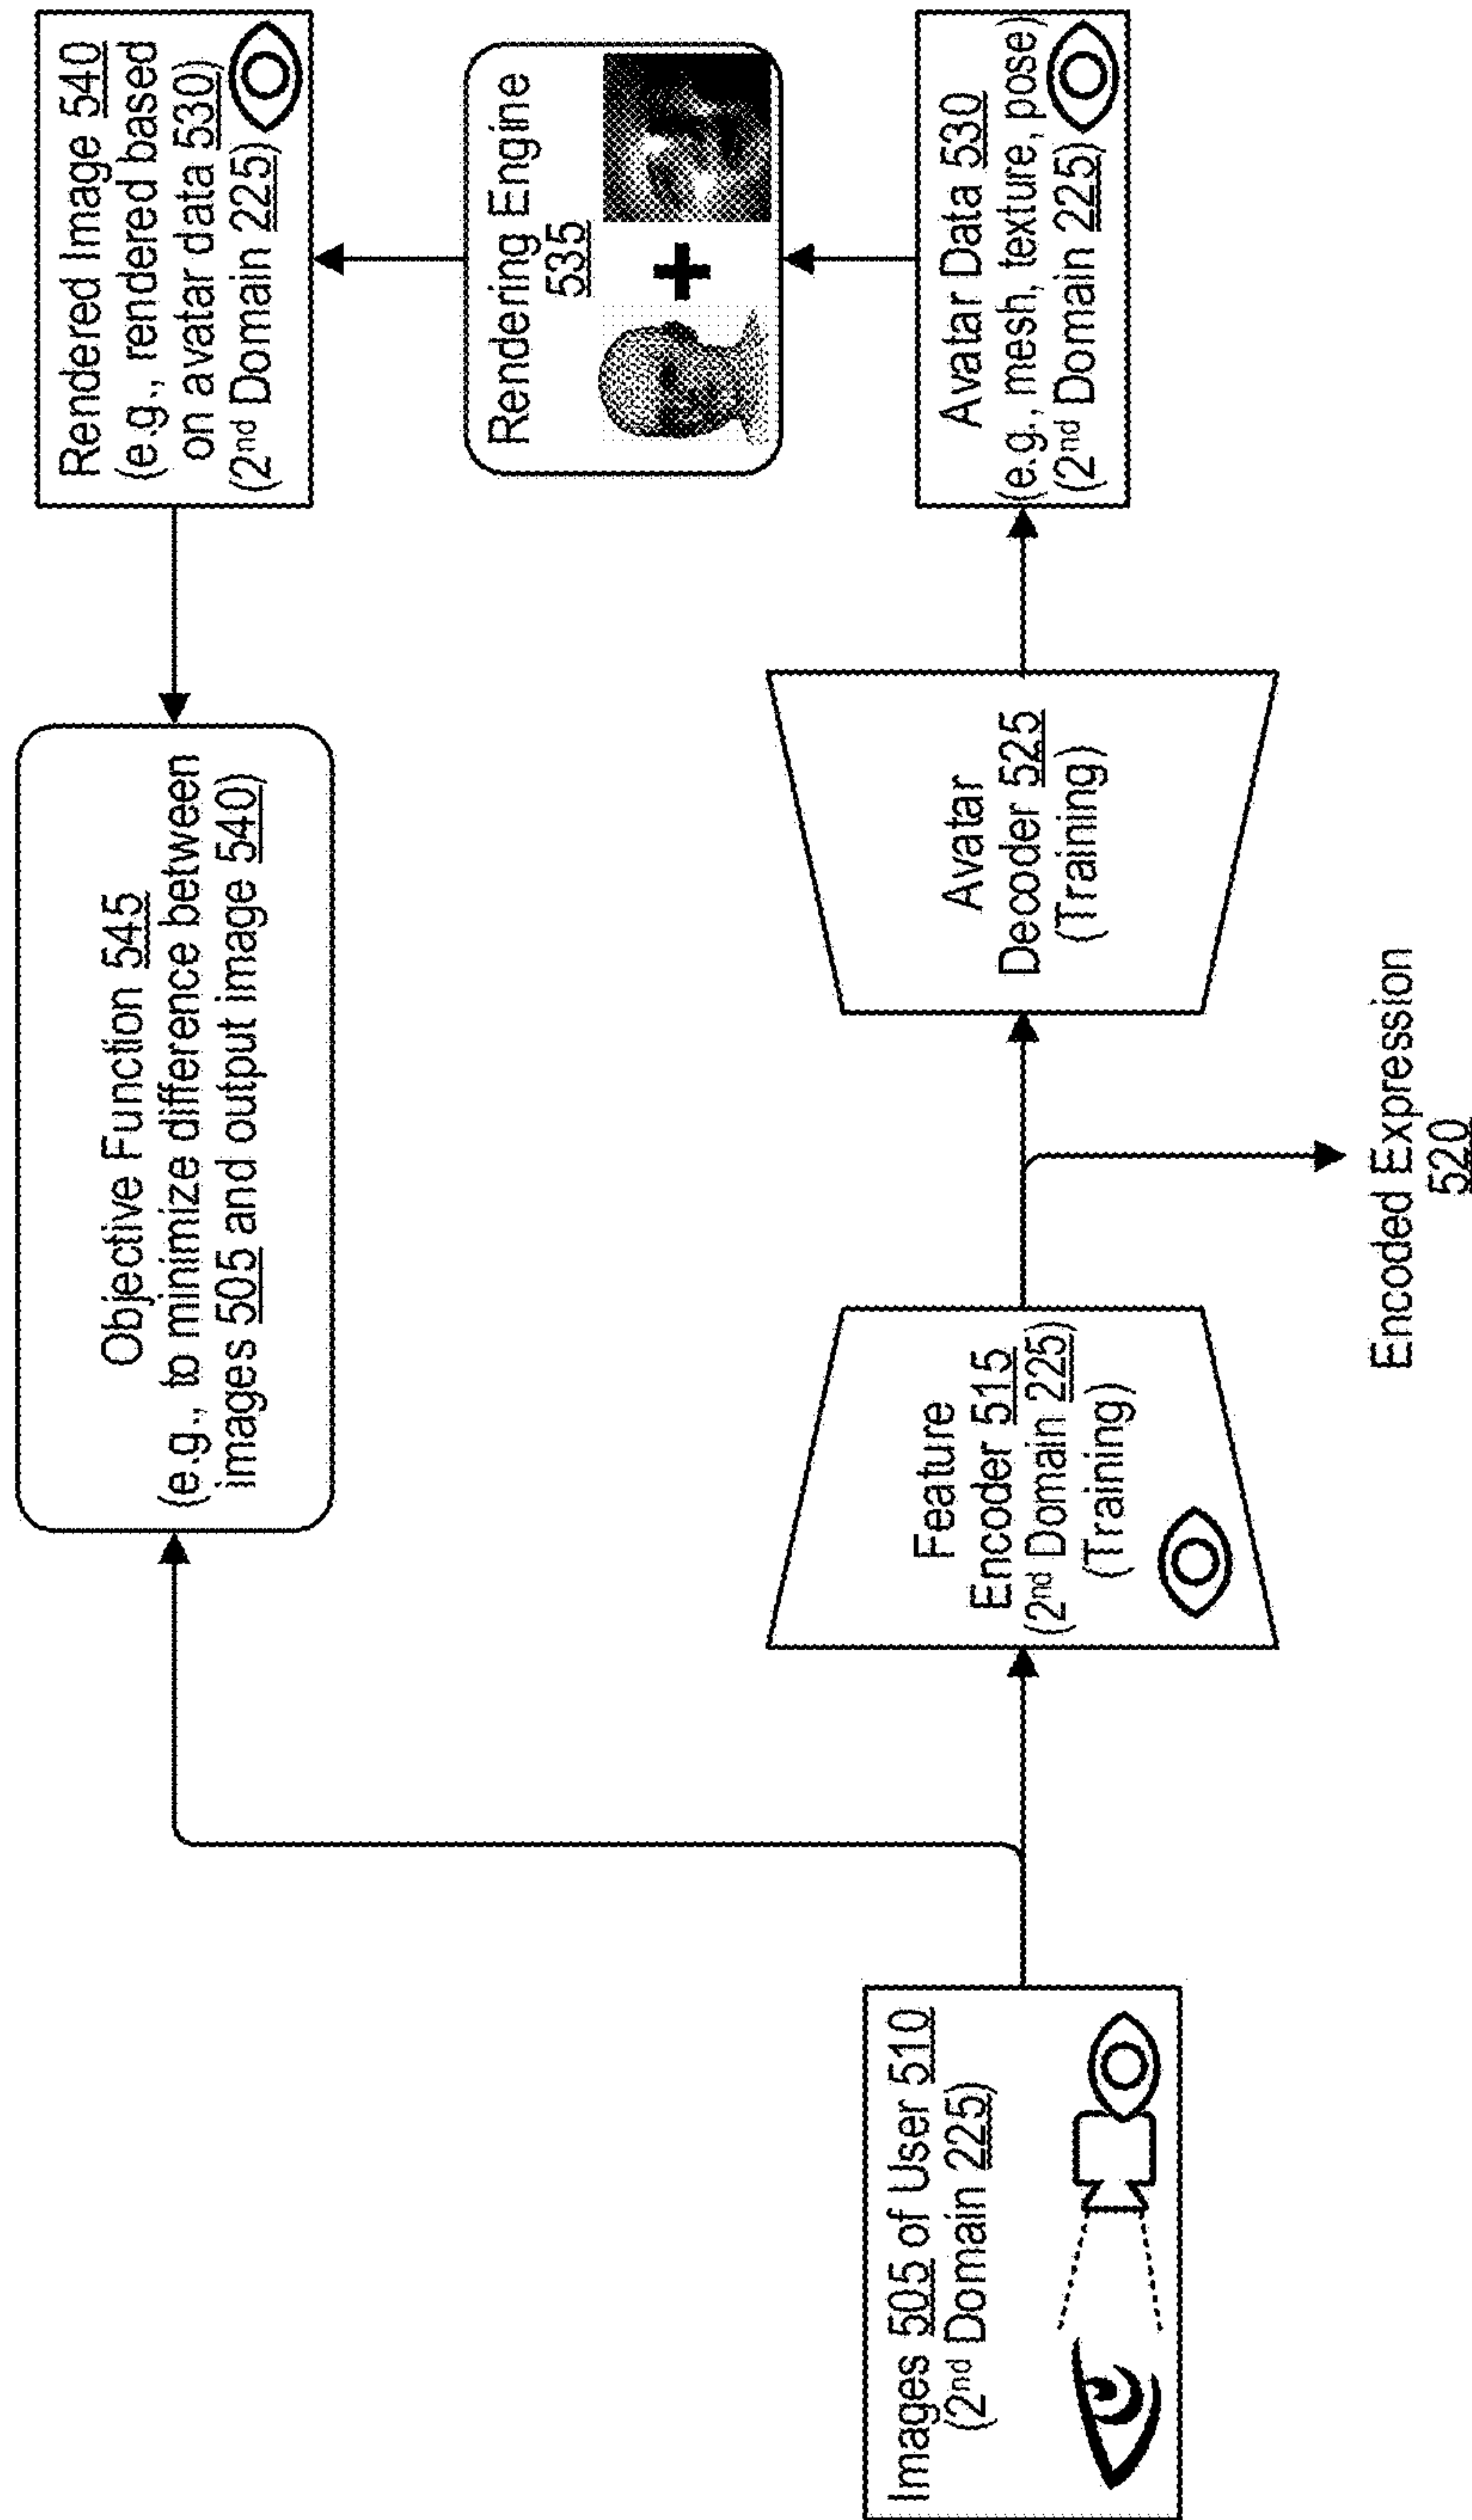 Objective Function 545
(e.g., to minimize difference between
images 505 and output image 540)
Rendered Image 540
(e.g., rendered based
on avatar data 530)
(2nd Domain 225)
Rendering Engine
535
Images 505 of User 510
(2nd Domain 225)
Feature
Encoder 515
(2nd Domain 225)
(Training)
Avatar
Decoder 525
(Training)
Avatar Data 530
(e.g., mesh, texture, pose)
(2nd Domain 225)
Encoded Expression
520